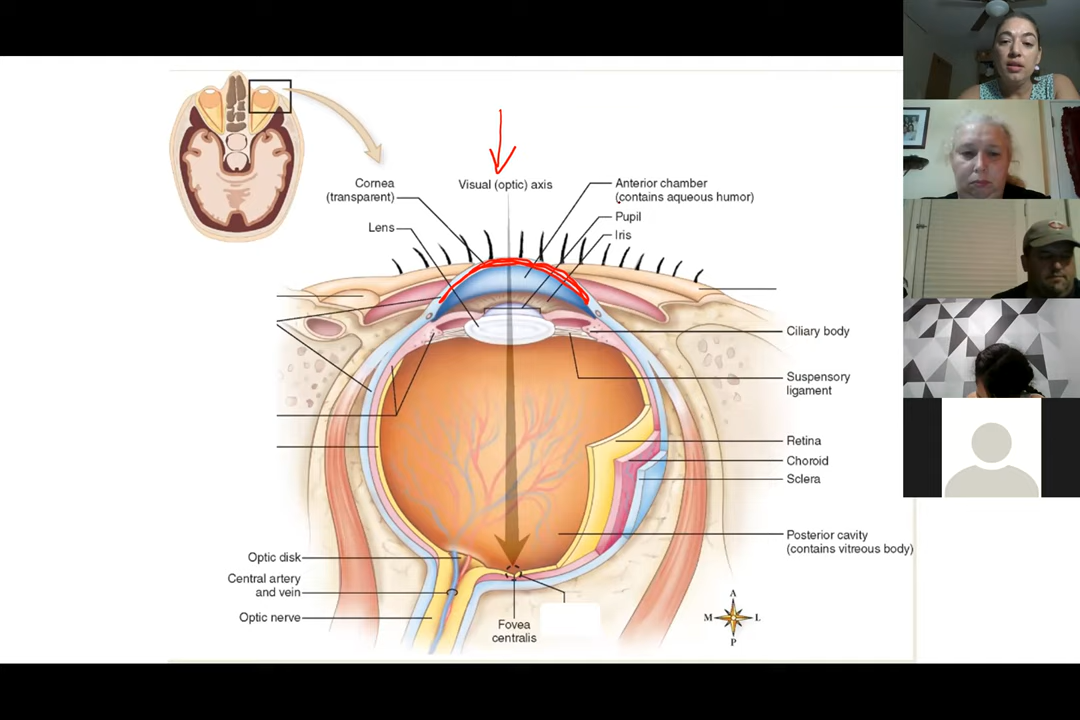 Cornea
(transparent)
Visual (optic) axis
Anterior chamber
(contains aqueous humor)
Lens
Pupil
Iris
Ciliary body
Suspensory
ligament
Retina
Choroid
Sclera
Posterior cavity
(contains vitreous body)
Optic disk
Central artery
and vein
Optic nerve
Fovea
centralis
A
M
L
P